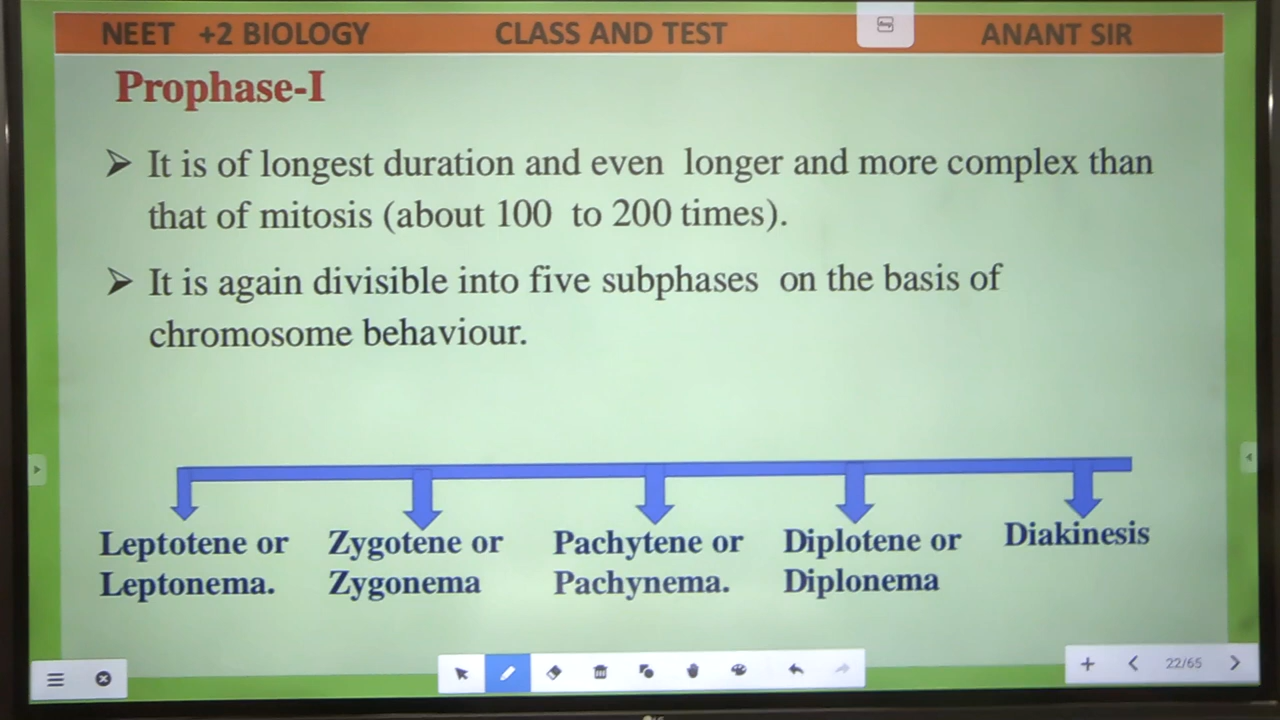 NEET +2 BIOLOGY CLASS AND TEST ANANT SIR
Prophase-I
It is of longest duration and even longer and more complex than
that of mitosis (about 100 to 200 times).
It is again divisible into five subphases on the basis of
chromosome behaviour.
Leptotene or
Leptonema.
Zygotene or
Zygonema
Pachytene or
Pachynema.
Diplotene or
Diplonema
Diakinesis
22/65